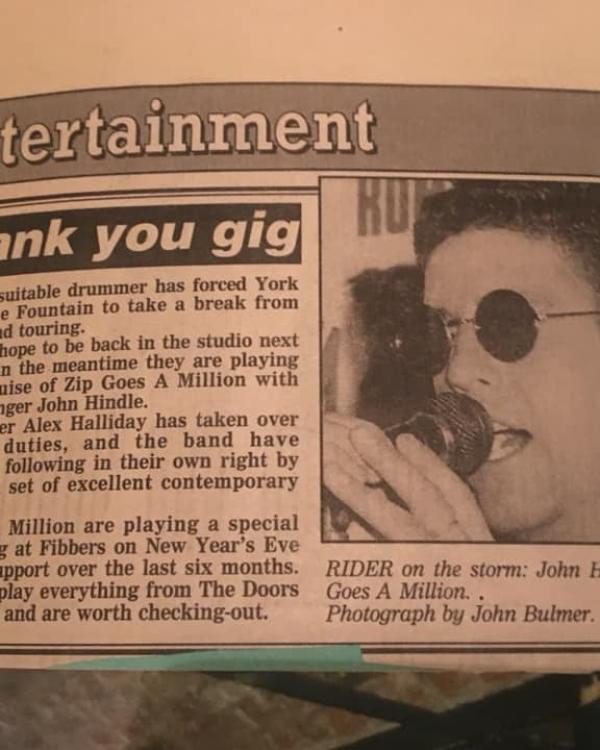 tertainment
ank you gig
suitable drummer has forced York
e Fountain to take a break from
nd touring.
hope to be back in the studio next
n the meantime they are playing
uise of Zip Goes A Million with
nger John Hindle.
er Alex Halliday has taken over
duties, and the band have
following in their own right by
set of excellent contemporary
Million are playing a special
g at Fibbers on New Year's Eve
upport over the last six months.
play everything from The Doors
and are worth checking-out.
RIDER on the storm: John H
Goes A Million. .
Photograph by John Bulmer.